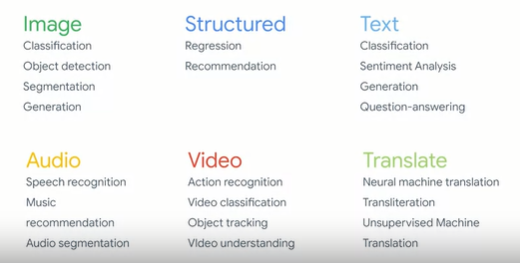 Image
Classification
Object detection
Segmentation
Generation
Structured
Regression
Recommendation
Text
Classification
Sentiment Analysis
Generation
Question-answering
Audio
Speech recognition
Music
recommendation
Audio segmentation
Video
Action recognition
Video classification
Object tracking
VIdeo understanding
Translate
Neural machine translation
Transliteration
Unsupervised Machine
Translation